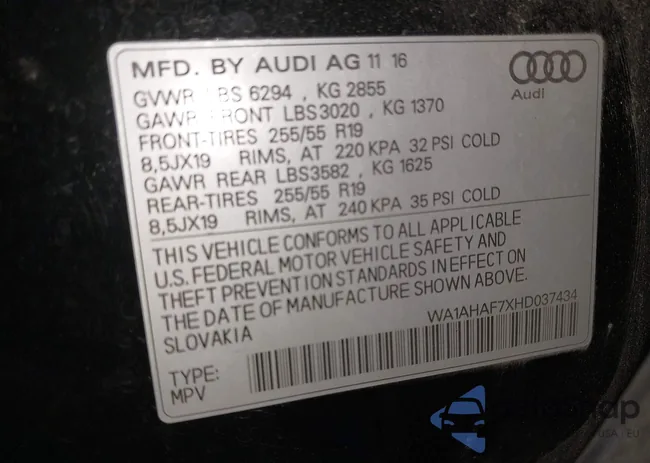 MFD. BY AUDI AG 11 16
Audi
GVWR LBS 6294 , KG 2855
GAWR FRONT LBS3020 , KG 1370
FRONT-TIRES 255/55 R19
8,5JX19 RIMS, AT 220 KPA 32 PSI COLD
GAWR REAR LBS3582 , KG 1625
REAR-TIRES 255/55 R19
8,5JX19 RIMS, AT 240 KPA 35 PSI COLD
THIS VEHICLE CONFORMS TO ALL APPLICABLE
U.S. FEDERAL MOTOR VEHICLE SAFETY AND
THEFT PREVENTION STANDARDS IN EFFECT ON
THE DATE OF MANUFACTURE SHOWN ABOVE.
SLOVAKIA
WA1AHAF7XHD037434
TYPE:
MPV
USA EU